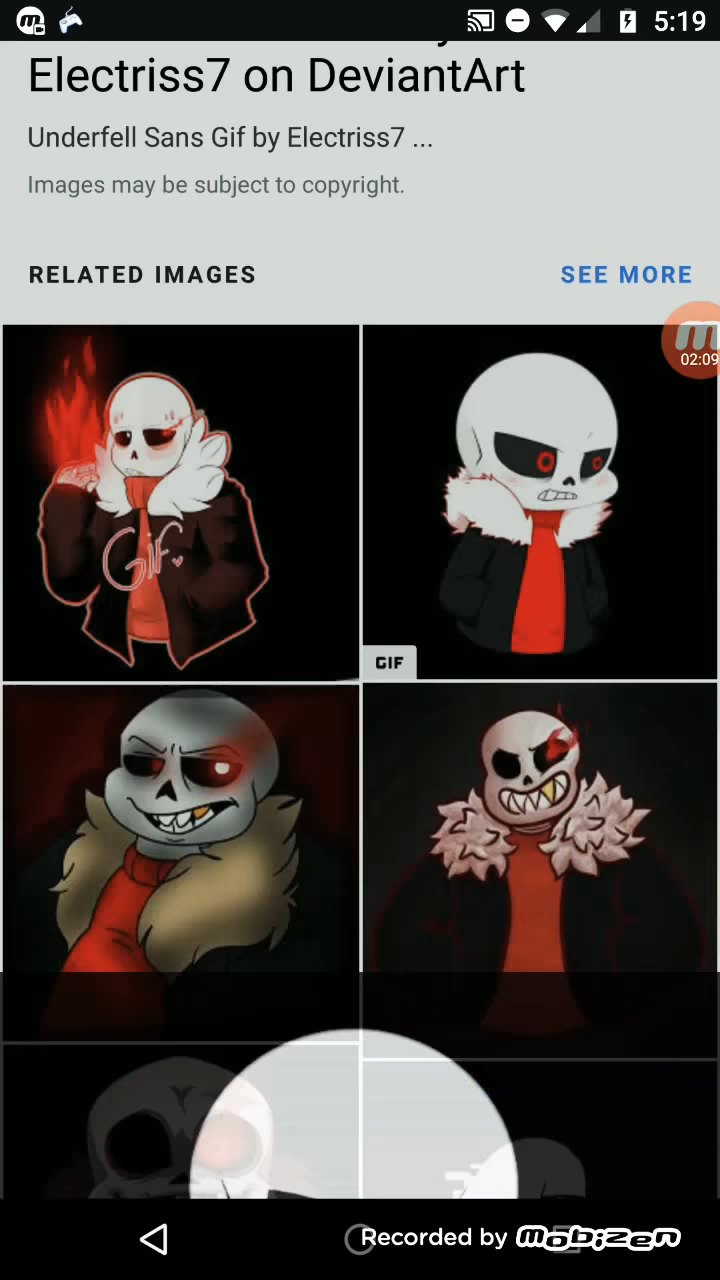 5:19
Electriss7 on DeviantArt
Underfell Sans Gif by Electriss7 ...
Images may be subject to copyright.
RELATED IMAGES
SEE MORE
m
02:09
Gif
GIF
Recorded by mobizen